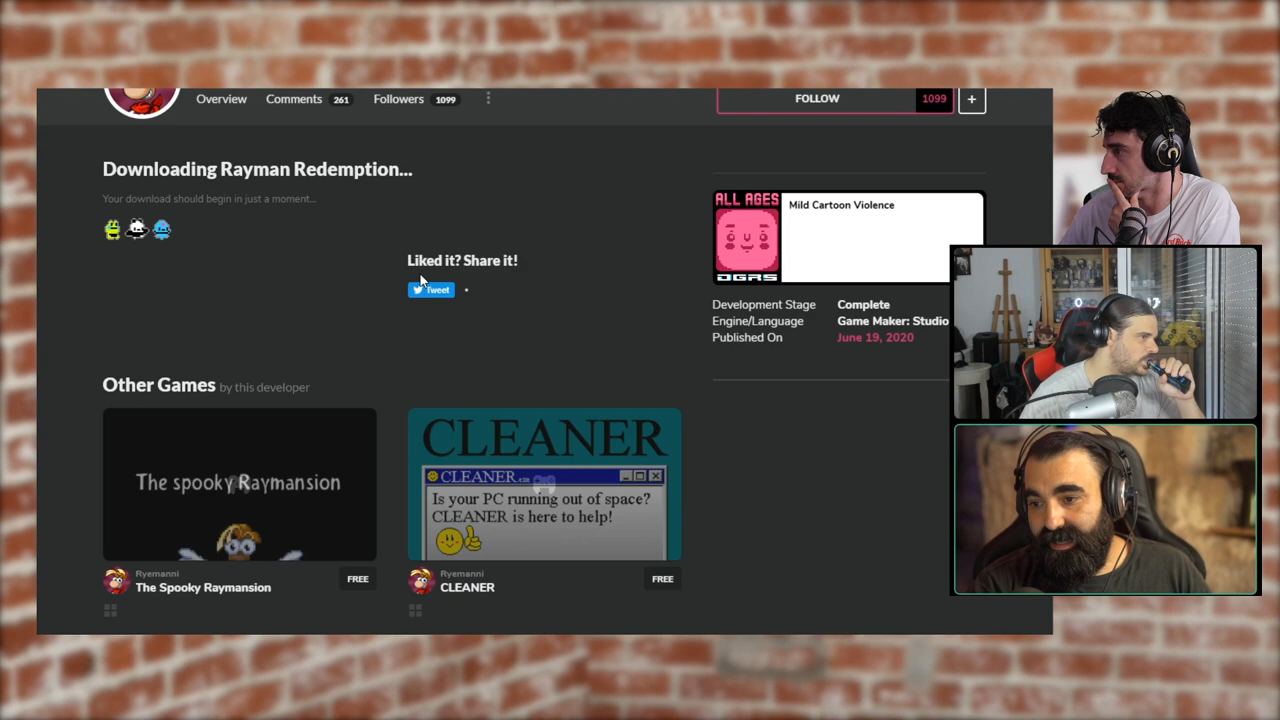 Overview Comments 261 Followers 1099
FOLLOW 1099 +
Downloading Rayman Redemption...
Your download should begin in just a moment...
Liked it? Share it!
Tweet
ALL AGES
Mild Cartoon Violence
DGRS
Development Stage Complete
Engine/Language Game Maker: Studio
Published On June 19, 2020
Other Games by this developer
The spooky Raymansion
CLEANER
CLEANER.exe
Is your PC running out of space?
CLEANER is here to help!
Ryemanni
The Spooky Raymansion
FREE
Ryemanni
CLEANER
FREE